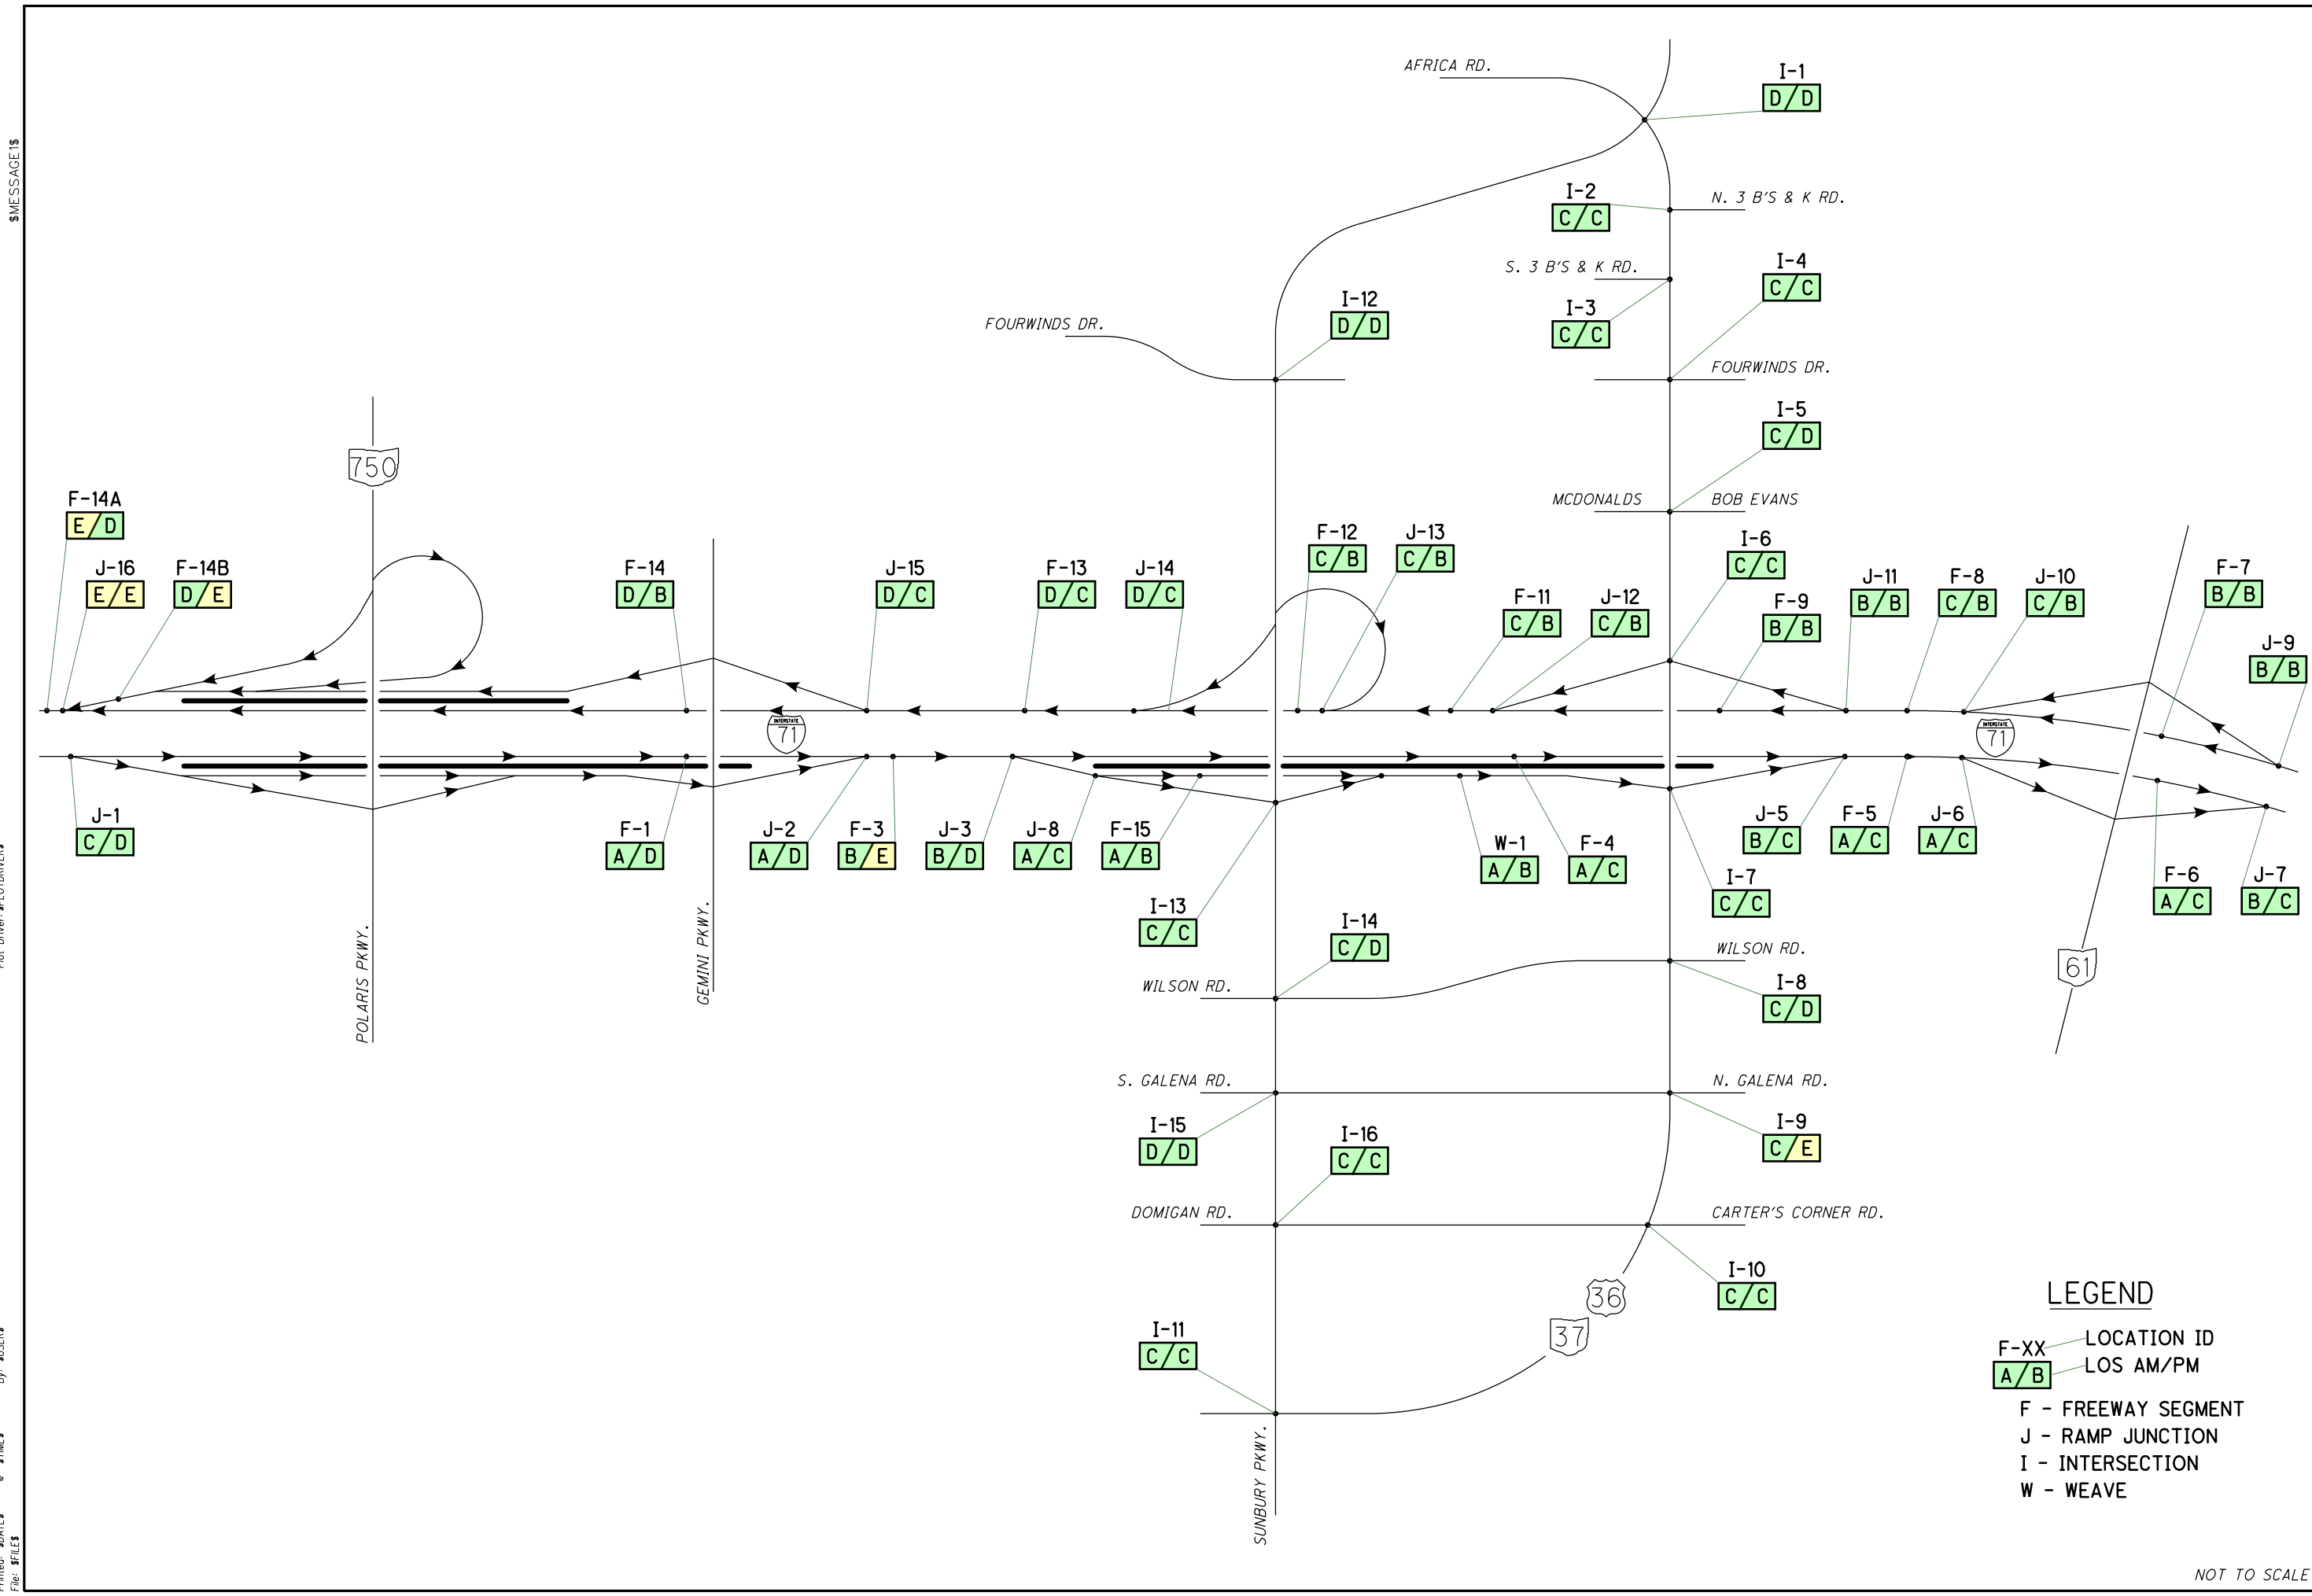 AFRICA RD.
I-1
D/D
I-2
C/C
N. 3 B'S & K RD.
S. 3 B'S & K RD.
I-3
C/C
I-4
C/C
I-12
D/D
FOURWINDS DR.
FOURWINDS DR.
I-5
C/D
MCDONALDS
BOB EVANS
750
F-14A
E/D
J-16
E/E
F-14B
D/E
F-14
D/B
J-15
D/C
F-13
D/C
J-14
D/C
F-12
C/B
J-13
C/B
F-11
C/B
J-12
C/B
I-6
C/C
F-9
B/B
J-11
B/B
F-8
C/B
J-10
C/B
F-7
B/B
J-9
B/B
INTERSTATE
71
INTERSTATE
71
J-1
C/D
F-1
A/D
J-2
A/D
F-3
B/E
J-3
B/D
J-8
A/C
F-15
A/B
W-1
A/B
F-4
A/C
J-5
B/C
F-5
A/C
J-6
A/C
F-6
A/C
J-7
B/C
I-7
C/C
I-13
C/C
I-14
C/D
WILSON RD.
WILSON RD.
I-8
C/D
61
POLARIS PKWY.
GEMINI PKWY.
S. GALENA RD.
N. GALENA RD.
I-15
D/D
I-16
C/C
I-9
C/E
DOMIGAN RD.
CARTER'S CORNER RD.
I-10
C/C
36
37
I-11
C/C
SUNBURY PKWY.
LEGEND
F-XX
LOCATION ID
A/B
LOS AM/PM
F - FREEWAY SEGMENT
J - RAMP JUNCTION
I - INTERSECTION
W - WEAVE
NOT TO SCALE
$MESSAGE1$
File: $FILE$